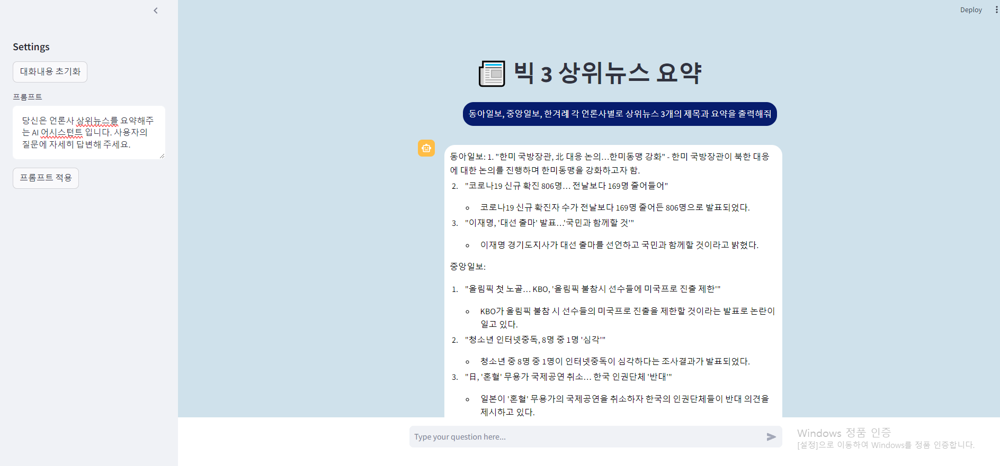 Deploy
Settings
대화내용 초기화
프롬프트
당신은 언론사 상위뉴스를 요약해주
는 AI 어시스턴트 입니다. 사용자의
질문에 자세히 답변해 주세요.
프롬프트 적용
빅 3 상위뉴스 요약
동아일보, 중앙일보, 한겨레 각 언론사별로 상위뉴스 3개의 제목과 요약을 출력해줘
동아일보: 1. "한미 국방장관, 北 대응 논의…한미동맹 강화" - 한미 국방장관이 북한 대응
에 대한 논의를 진행하며 한미동맹을 강화하고자 함.
2. "코로나19 신규 확진 806명… 전날보다 169명 줄어들어"
코로나19 신규 확진자 수가 전날보다 169명 줄어든 806명으로 발표되었다.
3. "이재명, '대선 출마' 발표…'국민과 함께할 것'"
이재명 경기도지사가 대선 출마를 선언하고 국민과 함께할 것이라고 밝혔다.
중앙일보:
1. "올림픽 첫 노골… KBO, '올림픽 불참시 선수들에 미국프로 진출 제한'"
KBO가 올림픽 불참 시 선수들의 미국프로 진출을 제한할 것이라는 발표로 논란이
일고 있다.
2. "청소년 인터넷중독, 8명 중 1명 '심각'"
청소년 중 8명 중 1명이 인터넷중독이 심각하다는 조사결과가 발표되었다.
3. "日, '혼혈' 무용가 국제공연 취소… 한국 인권단체 '반대'"
일본이 '혼혈' 무용가의 국제공연을 취소하자 한국의 인권단체들이 반대 의견을
제시하고 있다.
Type your question here...
Windows 정품 인증
[설정]으로 이동하여 Windows를 정품 인증합니다.